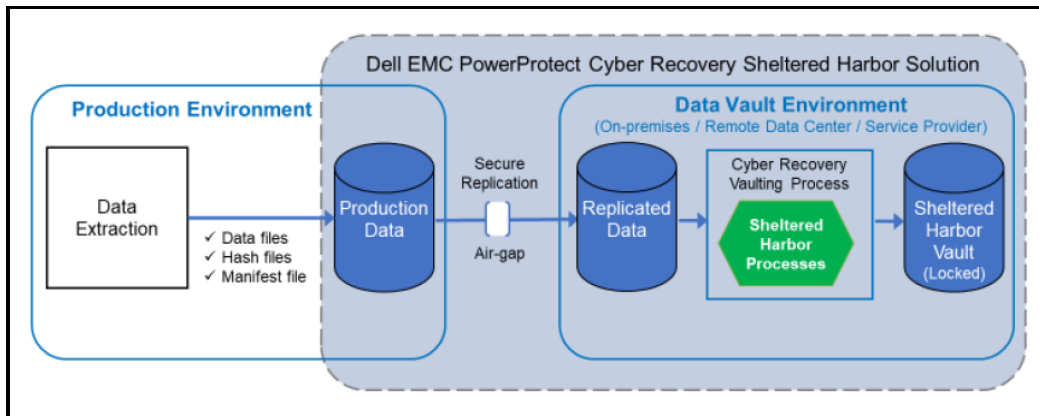 Dell EMC PowerProtect Cyber Recovery Sheltered Harbor Solution
Production Environment
Data Extraction
✓ Data files
✓ Hash files
✓ Manifest file
Production
Data
Secure
Replication
Air-gap
Data Vault Environment
(On-premises / Remote Data Center / Service Provider)
Replicated
Data
Cyber Recovery
Vaulting Process
Sheltered
Harbor
Processes
Sheltered
Harbor
Vault
(Locked)